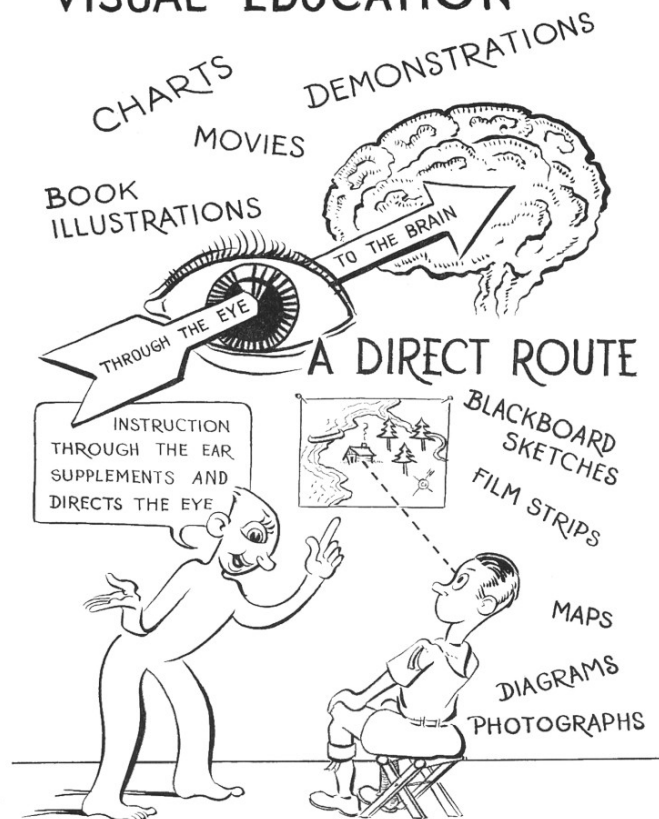 VISUAL EDUCATION
CHARTS
DEMONSTRATIONS
MOVIES
BOOK
ILLUSTRATIONS
TO THE BRAIN
THROUGH THE EYE
A DIRECT ROUTE
INSTRUCTION
THROUGH THE EAR
SUPPLEMENTS AND
DIRECTS THE EYE
BLACKBOARD
SKETCHES
FILM STRIPS
MAPS
DIAGRAMS
PHOTOGRAPHS